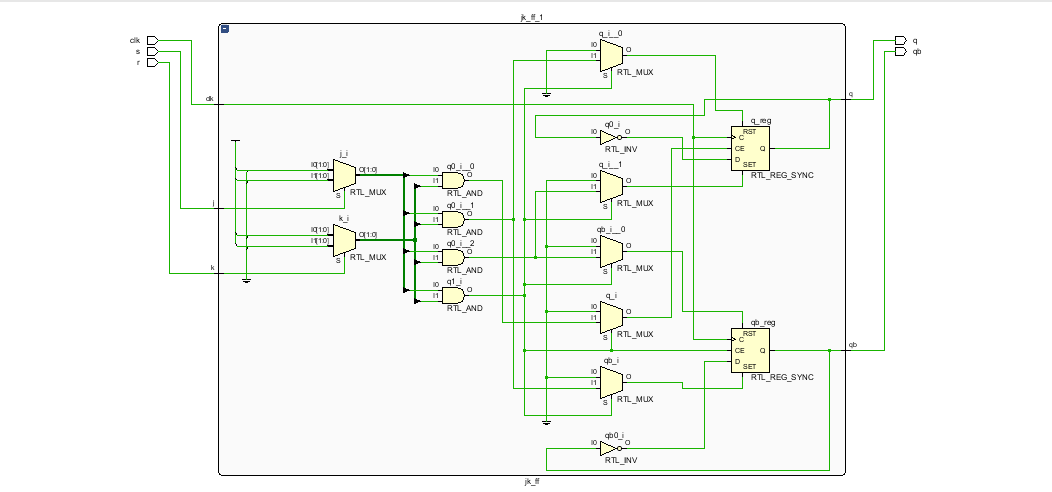 jk_ff_1
clk
s
r
q
qb
clk
j
k
q
qb
q_i__0
I0
I1
S
O
RTL_MUX
q0_i
I0
O
RTL_INV
q_reg
RST
C
CE
D
Q
SET
RTL_REG_SYNC
j_i
I0[1:0]
I1[1:0]
S
O[1:0]
RTL_MUX
q0_i__0
I0
I1
O
RTL_AND
q_i__1
I0
I1
S
O
RTL_MUX
k_i
I0[1:0]
I1[1:0]
S
O[1:0]
RTL_MUX
q0_i__1
I0
I1
O
RTL_AND
qb_i__0
I0
I1
S
O
RTL_MUX
q0_i__2
I0
I1
O
RTL_AND
q1_i
I0
I1
O
RTL_AND
q_i
I0
I1
S
O
RTL_MUX
qb_reg
RST
C
CE
D
Q
SET
RTL_REG_SYNC
qb_i
I0
I1
S
O
RTL_MUX
qb0_i
I0
O
RTL_INV
jk_ff